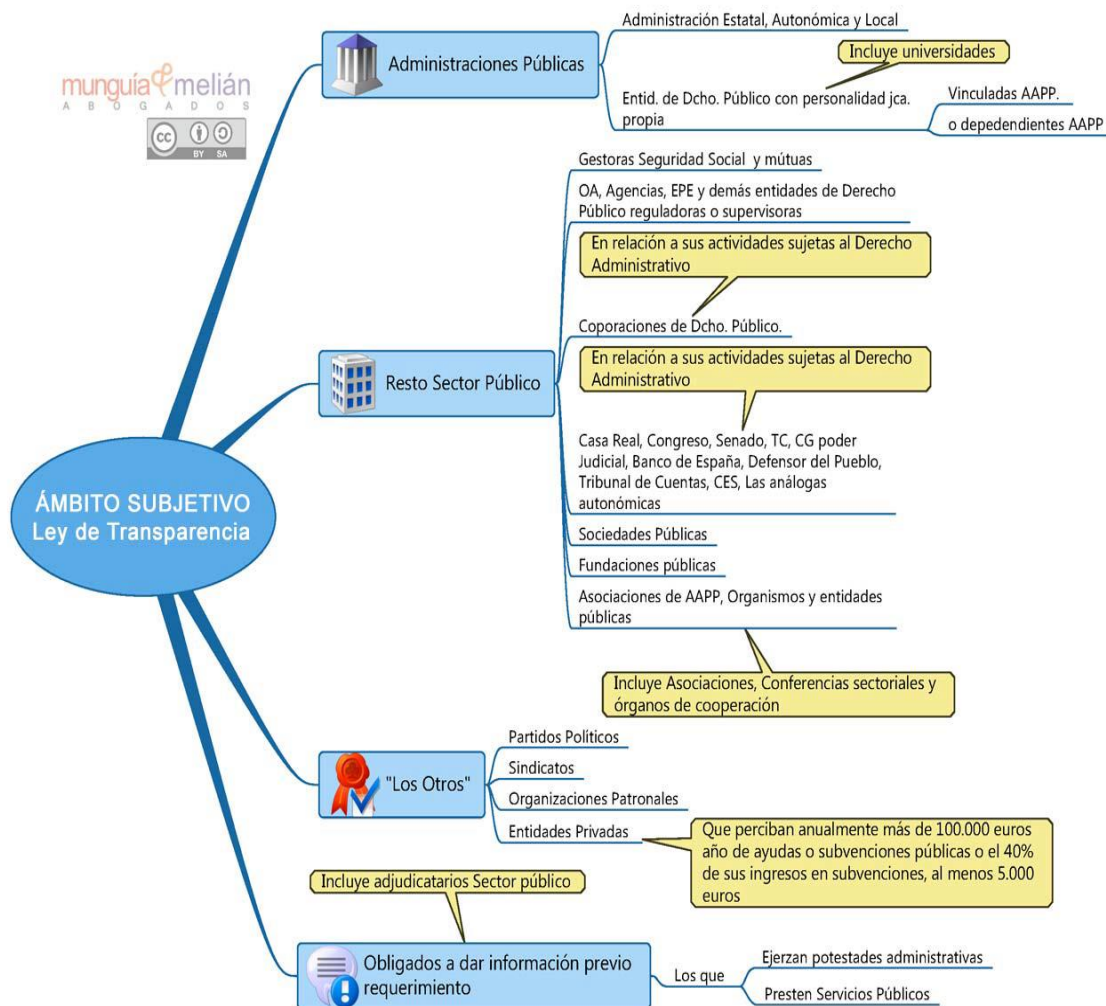 munguía & melián
ABOGADOS
cc
BY SA
ÁMBITO SUBJETIVO
Ley de Transparencia
Administraciones Públicas
Administración Estatal, Autonómica y Local
Incluye universidades
Entid. de Dcho. Público con personalidad jca.
propia
Vinculadas AAPP.
o depedendientes AAPP
Resto Sector Público
Gestoras Seguridad Social y mútuas
OA, Agencias, EPE y demás entidades de Derecho
Público reguladoras o supervisoras
En relación a sus actividades sujetas al Derecho
Administrativo
Coporaciones de Dcho. Público.
En relación a sus actividades sujetas al Derecho
Administrativo
Casa Real, Congreso, Senado, TC, CG poder
Judicial, Banco de España, Defensor del Pueblo,
Tribunal de Cuentas, CES, Las análogas
autonómicas
Sociedades Públicas
Fundaciones públicas
Asociaciones de AAPP, Organismos y entidades
públicas
Incluye Asociaciones, Conferencias sectoriales y
órganos de cooperación
"Los Otros"
Partidos Políticos
Sindicatos
Organizaciones Patronales
Entidades Privadas
Que perciban anualmente más de 100.000 euros
año de ayudas o subvenciones públicas o el 40%
de sus ingresos en subvenciones, al menos 5.000
euros
Incluye adjudicatarios Sector público
Obligados a dar información previo
requerimiento
Los que
Ejerzan potestades administrativas
Presten Servicios Públicos